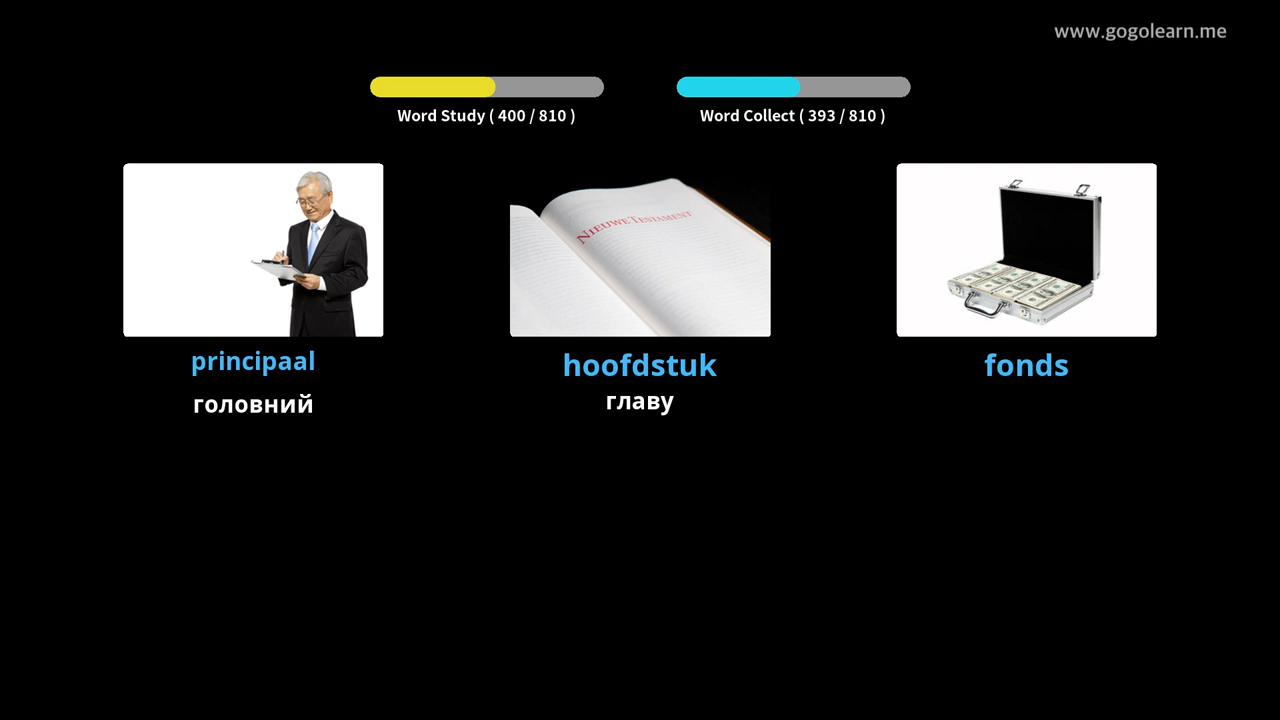 www.gogolearn.me
Word Study ( 400 / 810 )
Word Collect ( 393 / 810 )
NIEUWE TESTAMENT
principaal
головний
hoofdstuk
главу
fonds